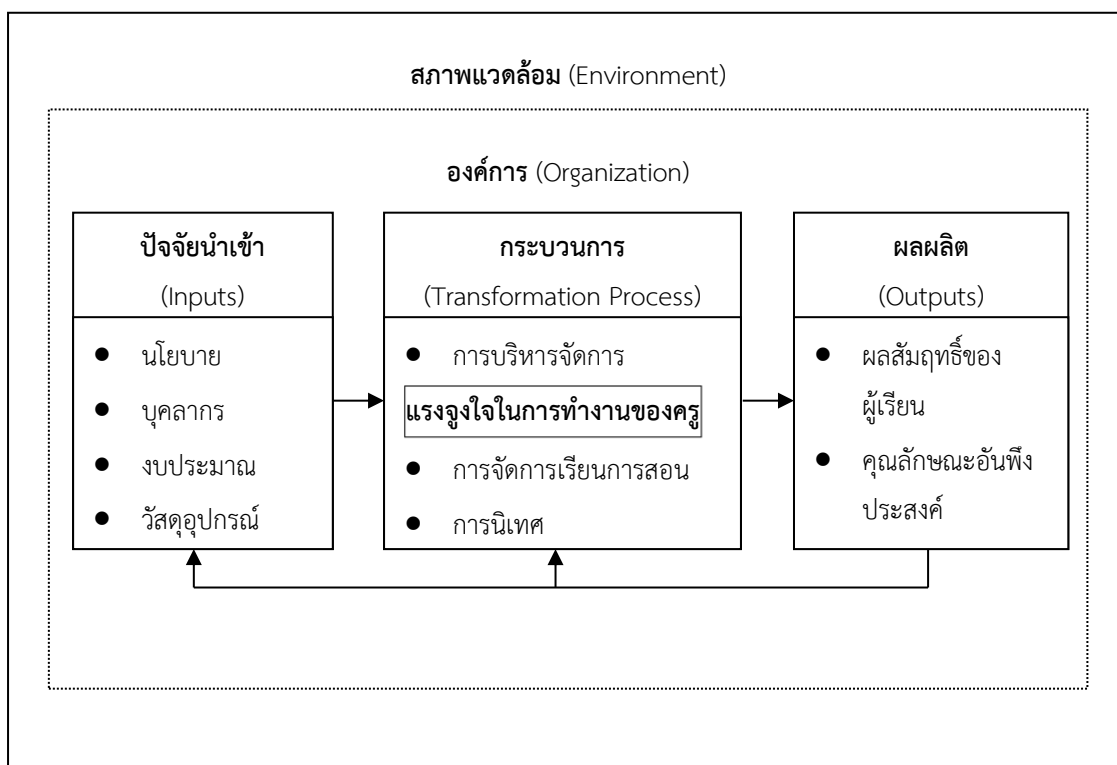 สภาพแวดล้อม (Environment)
องค์การ (Organization)
ปัจจัยนำเข้า
(Inputs)
● นโยบาย
● บุคลากร
● งบประมาณ
● วัสดุอุปกรณ์
กระบวนการ
(Transformation Process)
● การบริหารจัดการ
แรงจูงใจในการทำงานของครู
● การจัดการเรียนการสอน
● การนิเทศ
ผลผลิต
(Outputs)
● ผลสัมฤทธิ์ของ
ผู้เรียน
● คุณลักษณะอันพึง
ประสงค์